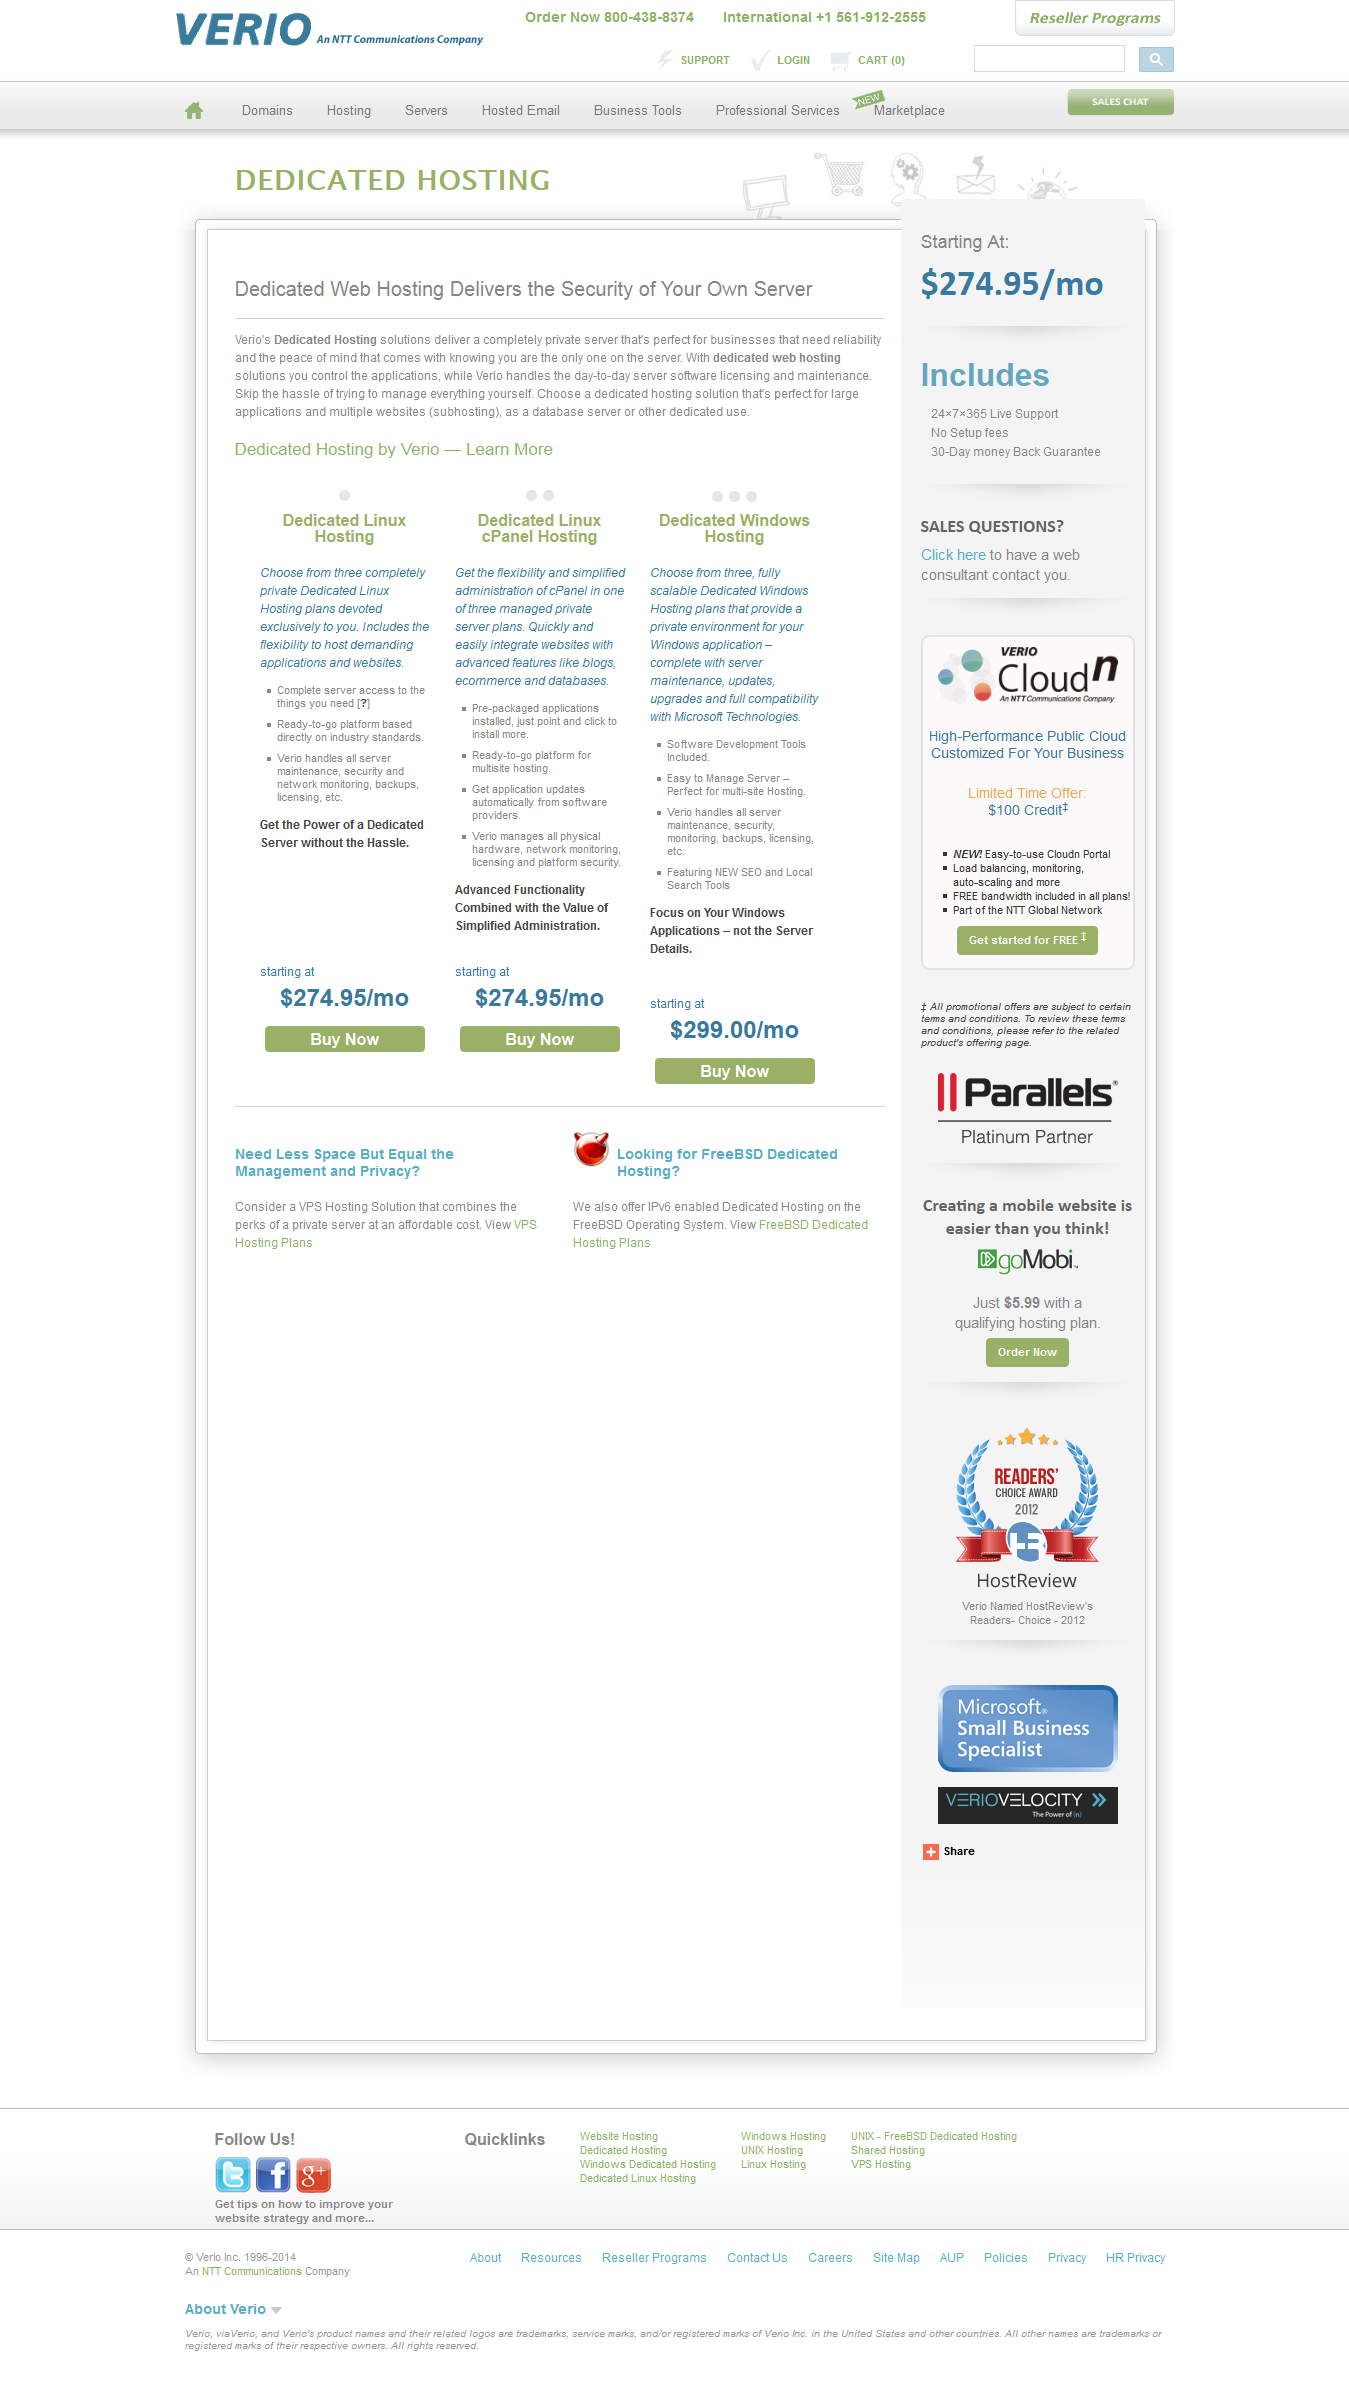 VERIO An NTT Communications Company
Order Now 800-438-8374 International +1 561-912-2555
Reseller Programs
SUPPORT LOGIN CART (0)
Domains Hosting Servers Hosted Email Business Tools Professional Services NEW Marketplace
SALES CHAT
DEDICATED HOSTING
Dedicated Web Hosting Delivers the Security of Your Own Server
Verio's Dedicated Hosting solutions deliver a completely private server that's perfect for businesses that need reliability
and the peace of mind that comes with knowing you are the only one on the server. With dedicated web hosting
solutions you control the applications, while Verio handles the day-to-day server software licensing and maintenance.
Skip the hassle of trying to manage everything yourself. Choose a dedicated hosting solution that's perfect for large
applications and multiple websites (subhosting), as a database server or other dedicated use.
Dedicated Hosting by Verio — Learn More
Dedicated Linux
Hosting
Choose from three completely
private Dedicated Linux
Hosting plans devoted
exclusively to you. Includes the
flexibility to host demanding
applications and websites.
Complete server access to the
things you need [?]
Ready-to-go platform based
directly on industry standards.
Verio handles all server
maintenance, security and
network monitoring, backups,
licensing, etc.
Get the Power of a Dedicated
Server without the Hassle.
starting at
$274.95/mo
Buy Now
Dedicated Linux
cPanel Hosting
Get the flexibility and simplified
administration of cPanel in one
of three managed private
server plans. Quickly and
easily integrate websites with
advanced features like blogs,
ecommerce and databases.
Pre-packaged applications
installed, just point and click to
install more.
Ready-to-go platform for
multisite hosting.
Get application updates
automatically from software
providers.
Verio manages all physical
hardware, network monitoring,
licensing and platform security.
Advanced Functionality
Combined with the Value of
Simplified Administration.
starting at
$274.95/mo
Buy Now
Dedicated Windows
Hosting
Choose from three, fully
scalable Dedicated Windows
Hosting plans that provide a
private environment for your
Windows application –
complete with server
maintenance, updates,
upgrades and full compatibility
with Microsoft Technologies.
Software Development Tools
Included.
Easy to Manage Server –
Perfect for multi-site Hosting.
Verio handles all server
maintenance, security,
monitoring, backups, licensing,
etc.
Featuring NEW SEO and Local
Search Tools
Focus on Your Windows
Applications – not the Server
Details.
starting at
$299.00/mo
Buy Now
Need Less Space But Equal the
Management and Privacy?
Consider a VPS Hosting Solution that combines the
perks of a private server at an affordable cost. View VPS
Hosting Plans
Looking for FreeBSD Dedicated
Hosting?
We also offer IPv6 enabled Dedicated Hosting on the
FreeBSD Operating System. View FreeBSD Dedicated
Hosting Plans
Starting At:
$274.95/mo
Includes
24×7×365 Live Support
No Setup fees
30-Day money Back Guarantee
SALES QUESTIONS?
Click here to have a web
consultant contact you.
VERIO
Cloudn
An NTT Communications Company
High-Performance Public Cloud
Customized For Your Business
Limited Time Offer:
$100 Credit‡
NEW! Easy-to-use Cloudn Portal
Load balancing, monitoring,
auto-scaling and more
FREE bandwidth included in all plans!
Part of the NTT Global Network
Get started for FREE ‡
‡ All promotional offers are subject to certain
terms and conditions. To review these terms
and conditions, please refer to the related
product's offering page.
Parallels®
Platinum Partner
Creating a mobile website is
easier than you think!
goMobi™
Just $5.99 with a
qualifying hosting plan.
Order Now
READERS'
CHOICE AWARD
2012
HostReview
Verio Named HostReview's
Readers- Choice - 2012
Microsoft®
Small Business
Specialist
VERIOVELOCITY
The Power of (n)
Share
Follow Us!
Get tips on how to improve your
website strategy and more...
Quicklinks
Website Hosting
Dedicated Hosting
Windows Dedicated Hosting
Dedicated Linux Hosting
Windows Hosting
UNIX Hosting
Linux Hosting
UNIX - FreeBSD Dedicated Hosting
Shared Hosting
VPS Hosting
© Verio Inc. 1996-2014
An NTT Communications Company
About Resources Reseller Programs Contact Us Careers Site Map AUP Policies Privacy HR Privacy
About Verio
Verio, viaVerio, and Verio's product names and their related logos are trademarks, service marks, and/or registered marks of Verio Inc. in the United States and other countries. All other names are trademarks or
registered marks of their respective owners. All rights reserved.